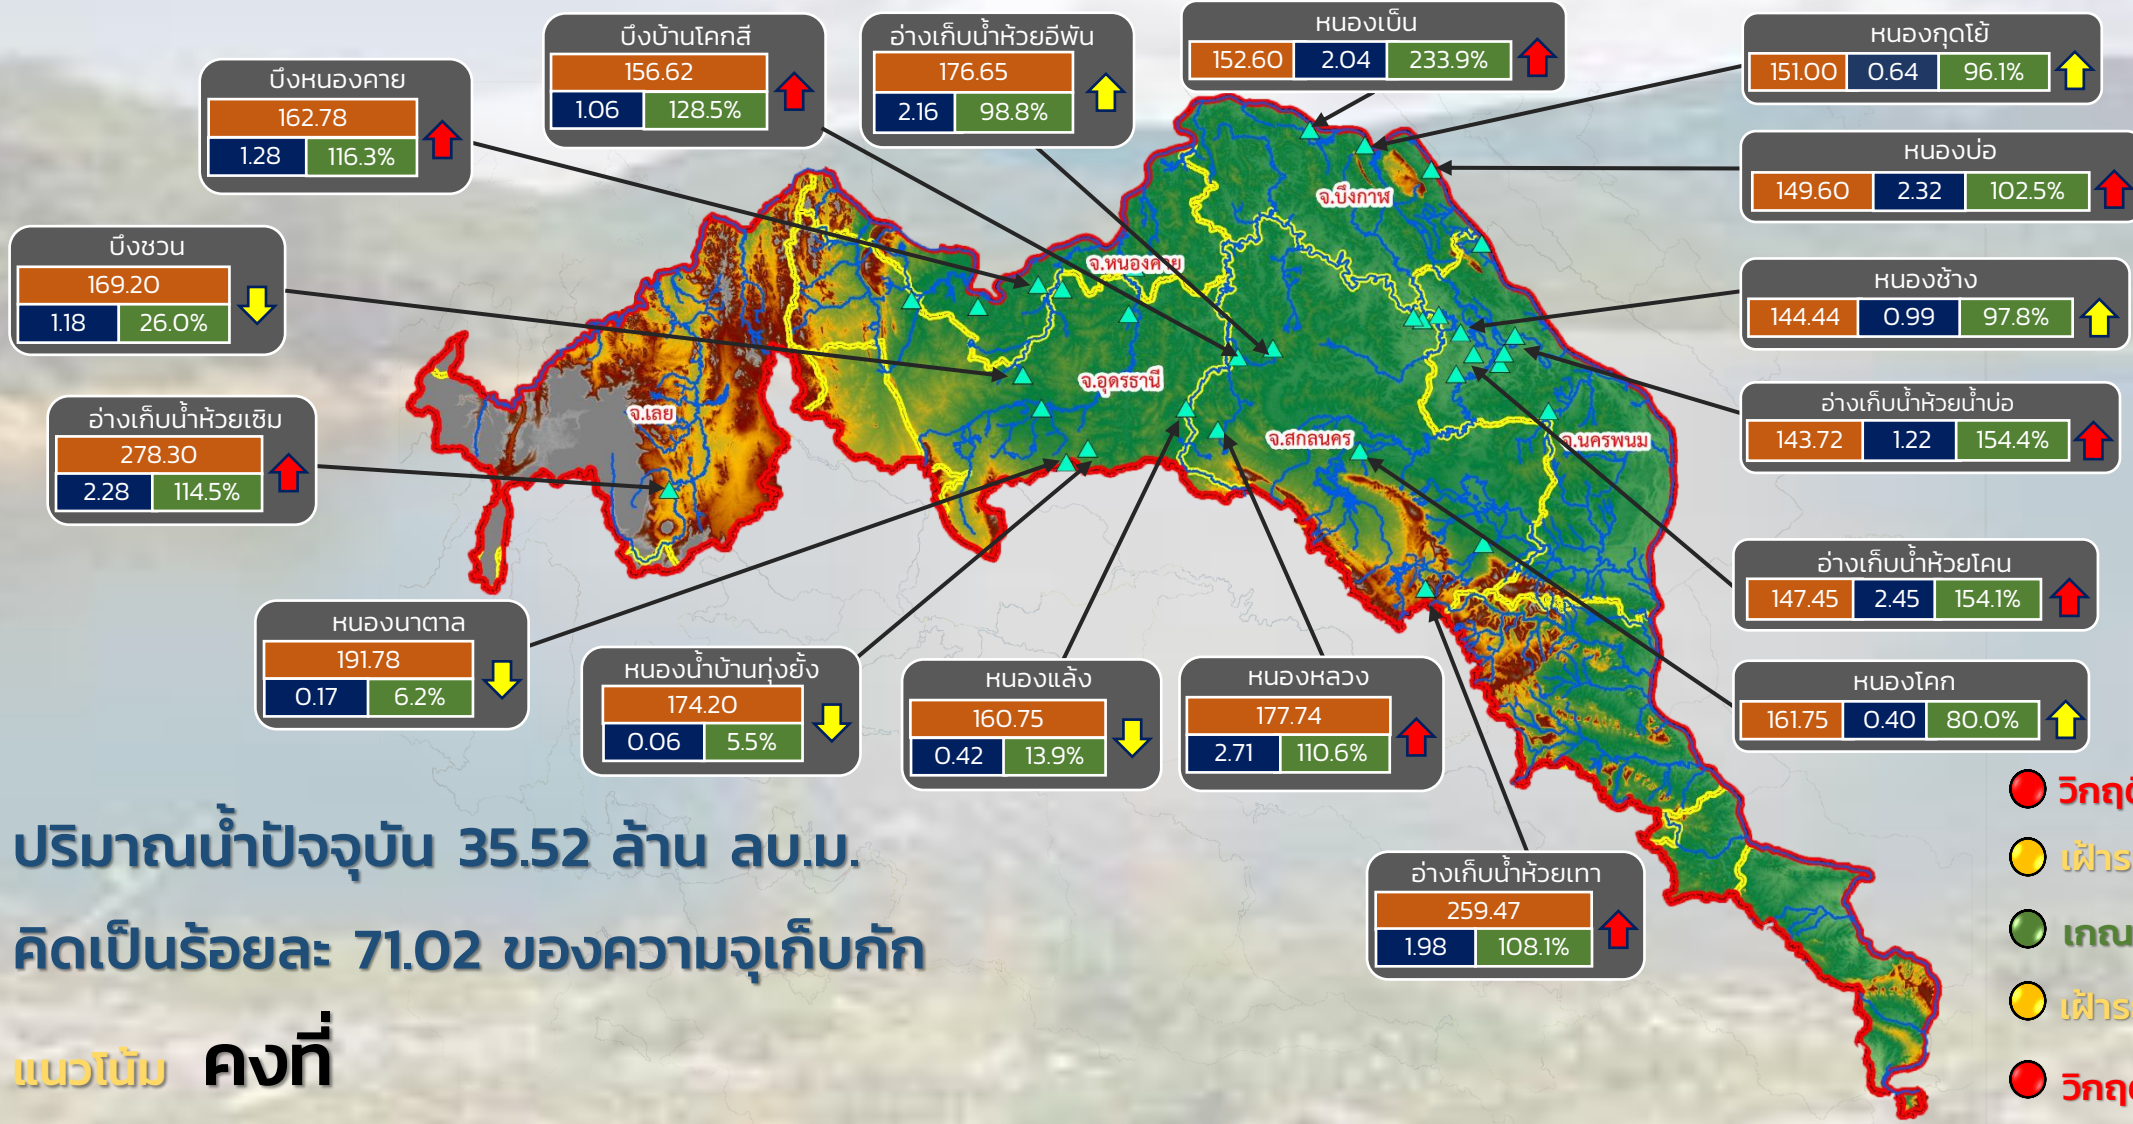 บึงหนองคาย
162.78
1.28 116.3%
บึงบ้านโคกสี
156.62
1.06 128.5%
อ่างเก็บน้ำห้วยอีพัน
176.65
2.16 98.8%
หนองเบ็น
152.60 2.04 233.9%
หนองกุดโย้
151.00 0.64 96.1%
หนองบ่อ
149.60 2.32 102.5%
บึงชวน
169.20
1.18 26.0%
หนองช้าง
144.44 0.99 97.8%
อ่างเก็บน้ำห้วยเซิม
278.30
2.28 114.5%
อ่างเก็บน้ำห้วยน้ำบ่อ
143.72 1.22 154.4%
อ่างเก็บน้ำห้วยโคน
147.45 2.45 154.1%
หนองนาตาล
191.78
0.17 6.2%
หนองน้ำบ้านทุ่งยั้ง
174.20
0.06 5.5%
หนองแล้ง
160.75
0.42 13.9%
หนองหลวง
177.74
2.71 110.6%
หนองโคก
161.75 0.40 80.0%
อ่างเก็บน้ำห้วยเทา
259.47
1.98 108.1%
จ.บึงกาฬ
จ.หนองคาย
จ.อุดรธานี
จ.เลย
จ.สกลนคร
จ.นครพนม
ปริมาณน้ำปัจจุบัน 35.52 ล้าน ลบ.ม.
คิดเป็นร้อยละ 71.02 ของความจุเก็บกัก
แนวโน้ม คงที่